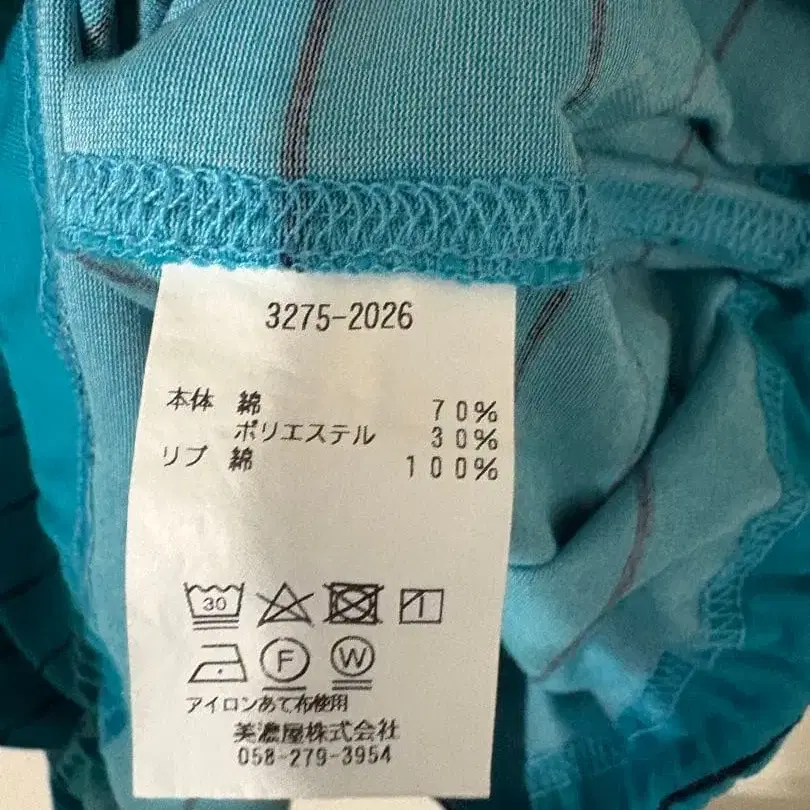 3275-2026
本体 綿 70%
ポリエステル 30%
リブ 綿 100%
30
F W
アイロンあて布使用
美濃屋株式会社
058-279-3954